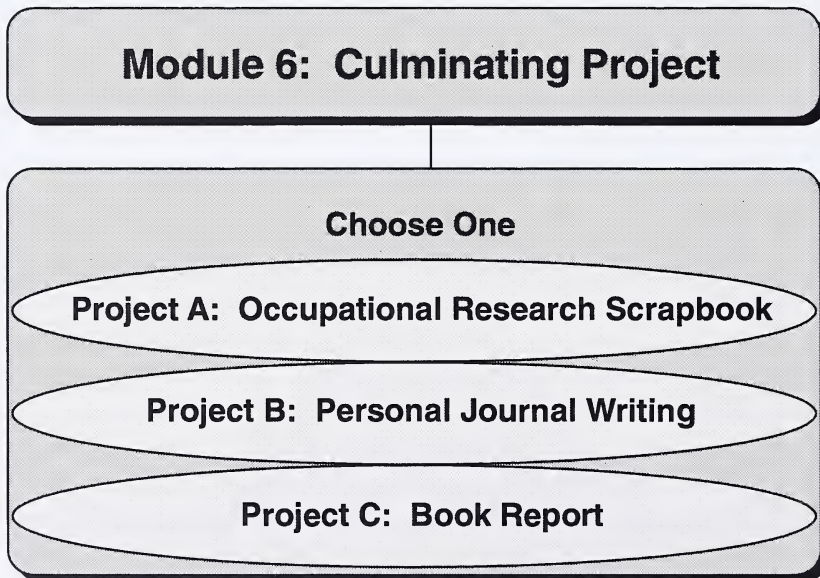 Module 6: Culminating Project
Choose One
Project A: Occupational Research Scrapbook
Project B: Personal Journal Writing
Project C: Book Report